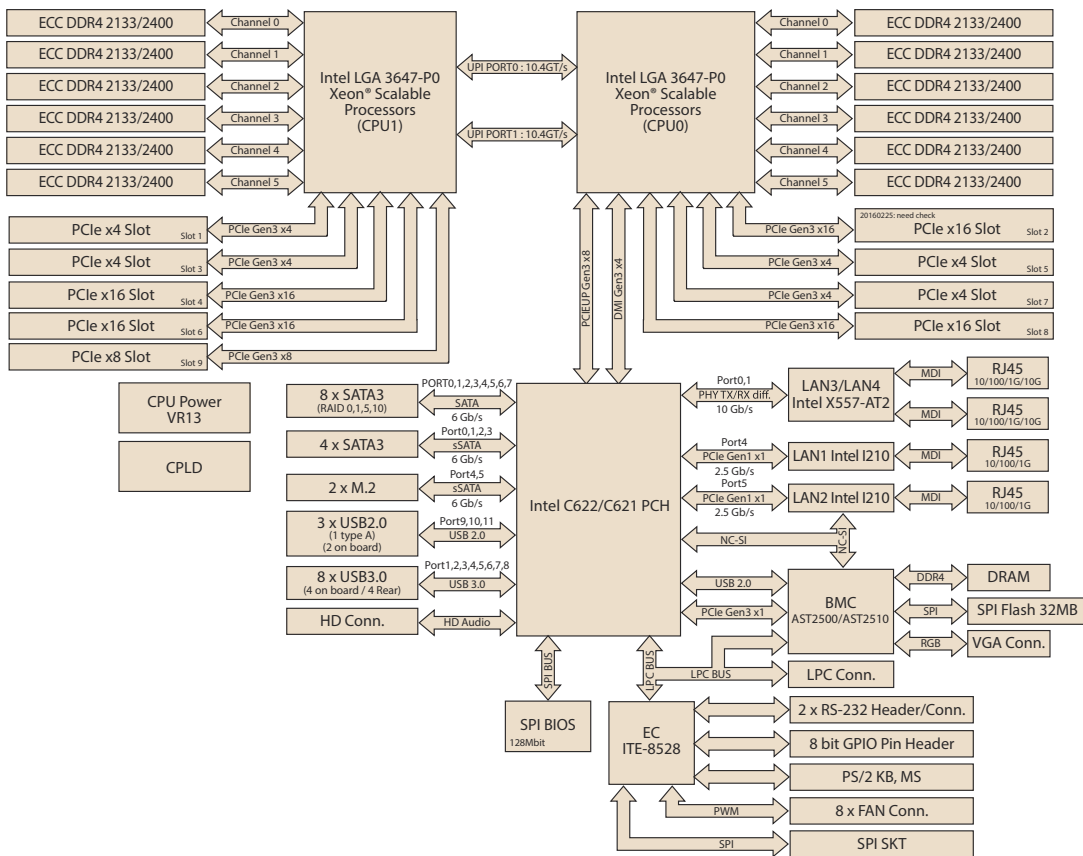 ECC DDR4 2133/2400
Channel 0
ECC DDR4 2133/2400
Channel 1
ECC DDR4 2133/2400
Channel 2
ECC DDR4 2133/2400
Channel 3
ECC DDR4 2133/2400
Channel 4
ECC DDR4 2133/2400
Channel 5
Intel LGA 3647-P0
Xeon® Scalable
Processors
(CPU1)
UPI PORT0 : 10.4GT/s
UPI PORT1 : 10.4GT/s
Intel LGA 3647-P0
Xeon® Scalable
Processors
(CPU0)
Channel 0
ECC DDR4 2133/2400
Channel 1
ECC DDR4 2133/2400
Channel 2
ECC DDR4 2133/2400
Channel 3
ECC DDR4 2133/2400
Channel 4
ECC DDR4 2133/2400
Channel 5
ECC DDR4 2133/2400
PCIe x4 Slot
Slot 1
PCIe Gen3 x4
PCIe x4 Slot
Slot 3
PCIe Gen3 x4
PCIe x16 Slot
Slot 4
PCIe Gen3 x16
PCIe x16 Slot
Slot 6
PCIe Gen3 x16
PCIe x8 Slot
Slot 9
PCIe Gen3 x8
PCIEUP Gen3 x8
DMI Gen3 x4
PCIe Gen3 x16
20160225: need check
PCIe x16 Slot
Slot 2
PCIe Gen3 x4
PCIe x4 Slot
Slot 5
PCIe Gen3 x4
PCIe x4 Slot
Slot 7
PCIe Gen3 x16
PCIe x16 Slot
Slot 8
CPU Power
VR13
CPLD
8 x SATA3
(RAID 0,1,5,10)
PORT0,1,2,3,4,5,6,7
SATA
6 Gb/s
4 x SATA3
Port0,1,2,3
sSATA
6 Gb/s
2 x M.2
Port4,5
sSATA
6 Gb/s
3 x USB2.0
(1 type A)
(2 on board)
Port9,10,11
USB 2.0
8 x USB3.0
(4 on board / 4 Rear)
Port1,2,3,4,5,6,7,8
USB 3.0
HD Conn.
HD Audio
Intel C622/C621 PCH
Port0,1
PHY TX/RX diff.
10 Gb/s
LAN3/LAN4
Intel X557-AT2
MDI
RJ45
10/100/1G/10G
MDI
RJ45
10/100/1G/10G
Port4
PCIe Gen1 x1
2.5 Gb/s
LAN1 Intel I210
MDI
RJ45
10/100/1G
Port5
PCIe Gen1 x1
2.5 Gb/s
LAN2 Intel I210
MDI
RJ45
10/100/1G
NC-SI
NC-SI
USB 2.0
PCIe Gen3 x1
BMC
AST2500/AST2510
DDR4
DRAM
SPI
SPI Flash 32MB
RGB
VGA Conn.
SPI BUS
LPC BUS
LPC BUS
LPC Conn.
SPI BIOS
128Mbit
EC
ITE-8528
2 x RS-232 Header/Conn.
8 bit GPIO Pin Header
PS/2 KB, MS
PWM
8 x FAN Conn.
SPI
SPI SKT